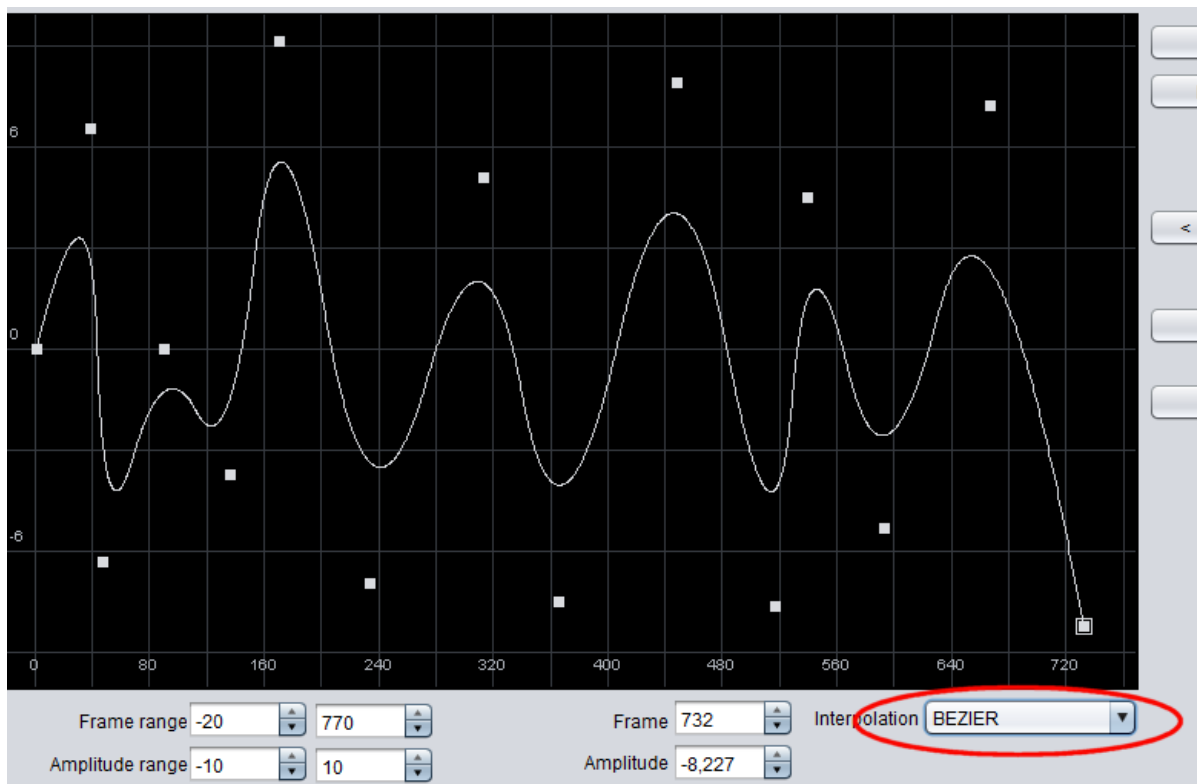 6
<
0
-6
0 80 160 240 320 400 480 560 640 720
Frame range -20 770 Frame 732 Interpolation BEZIER
Amplitude range -10 10 Amplitude -8,227